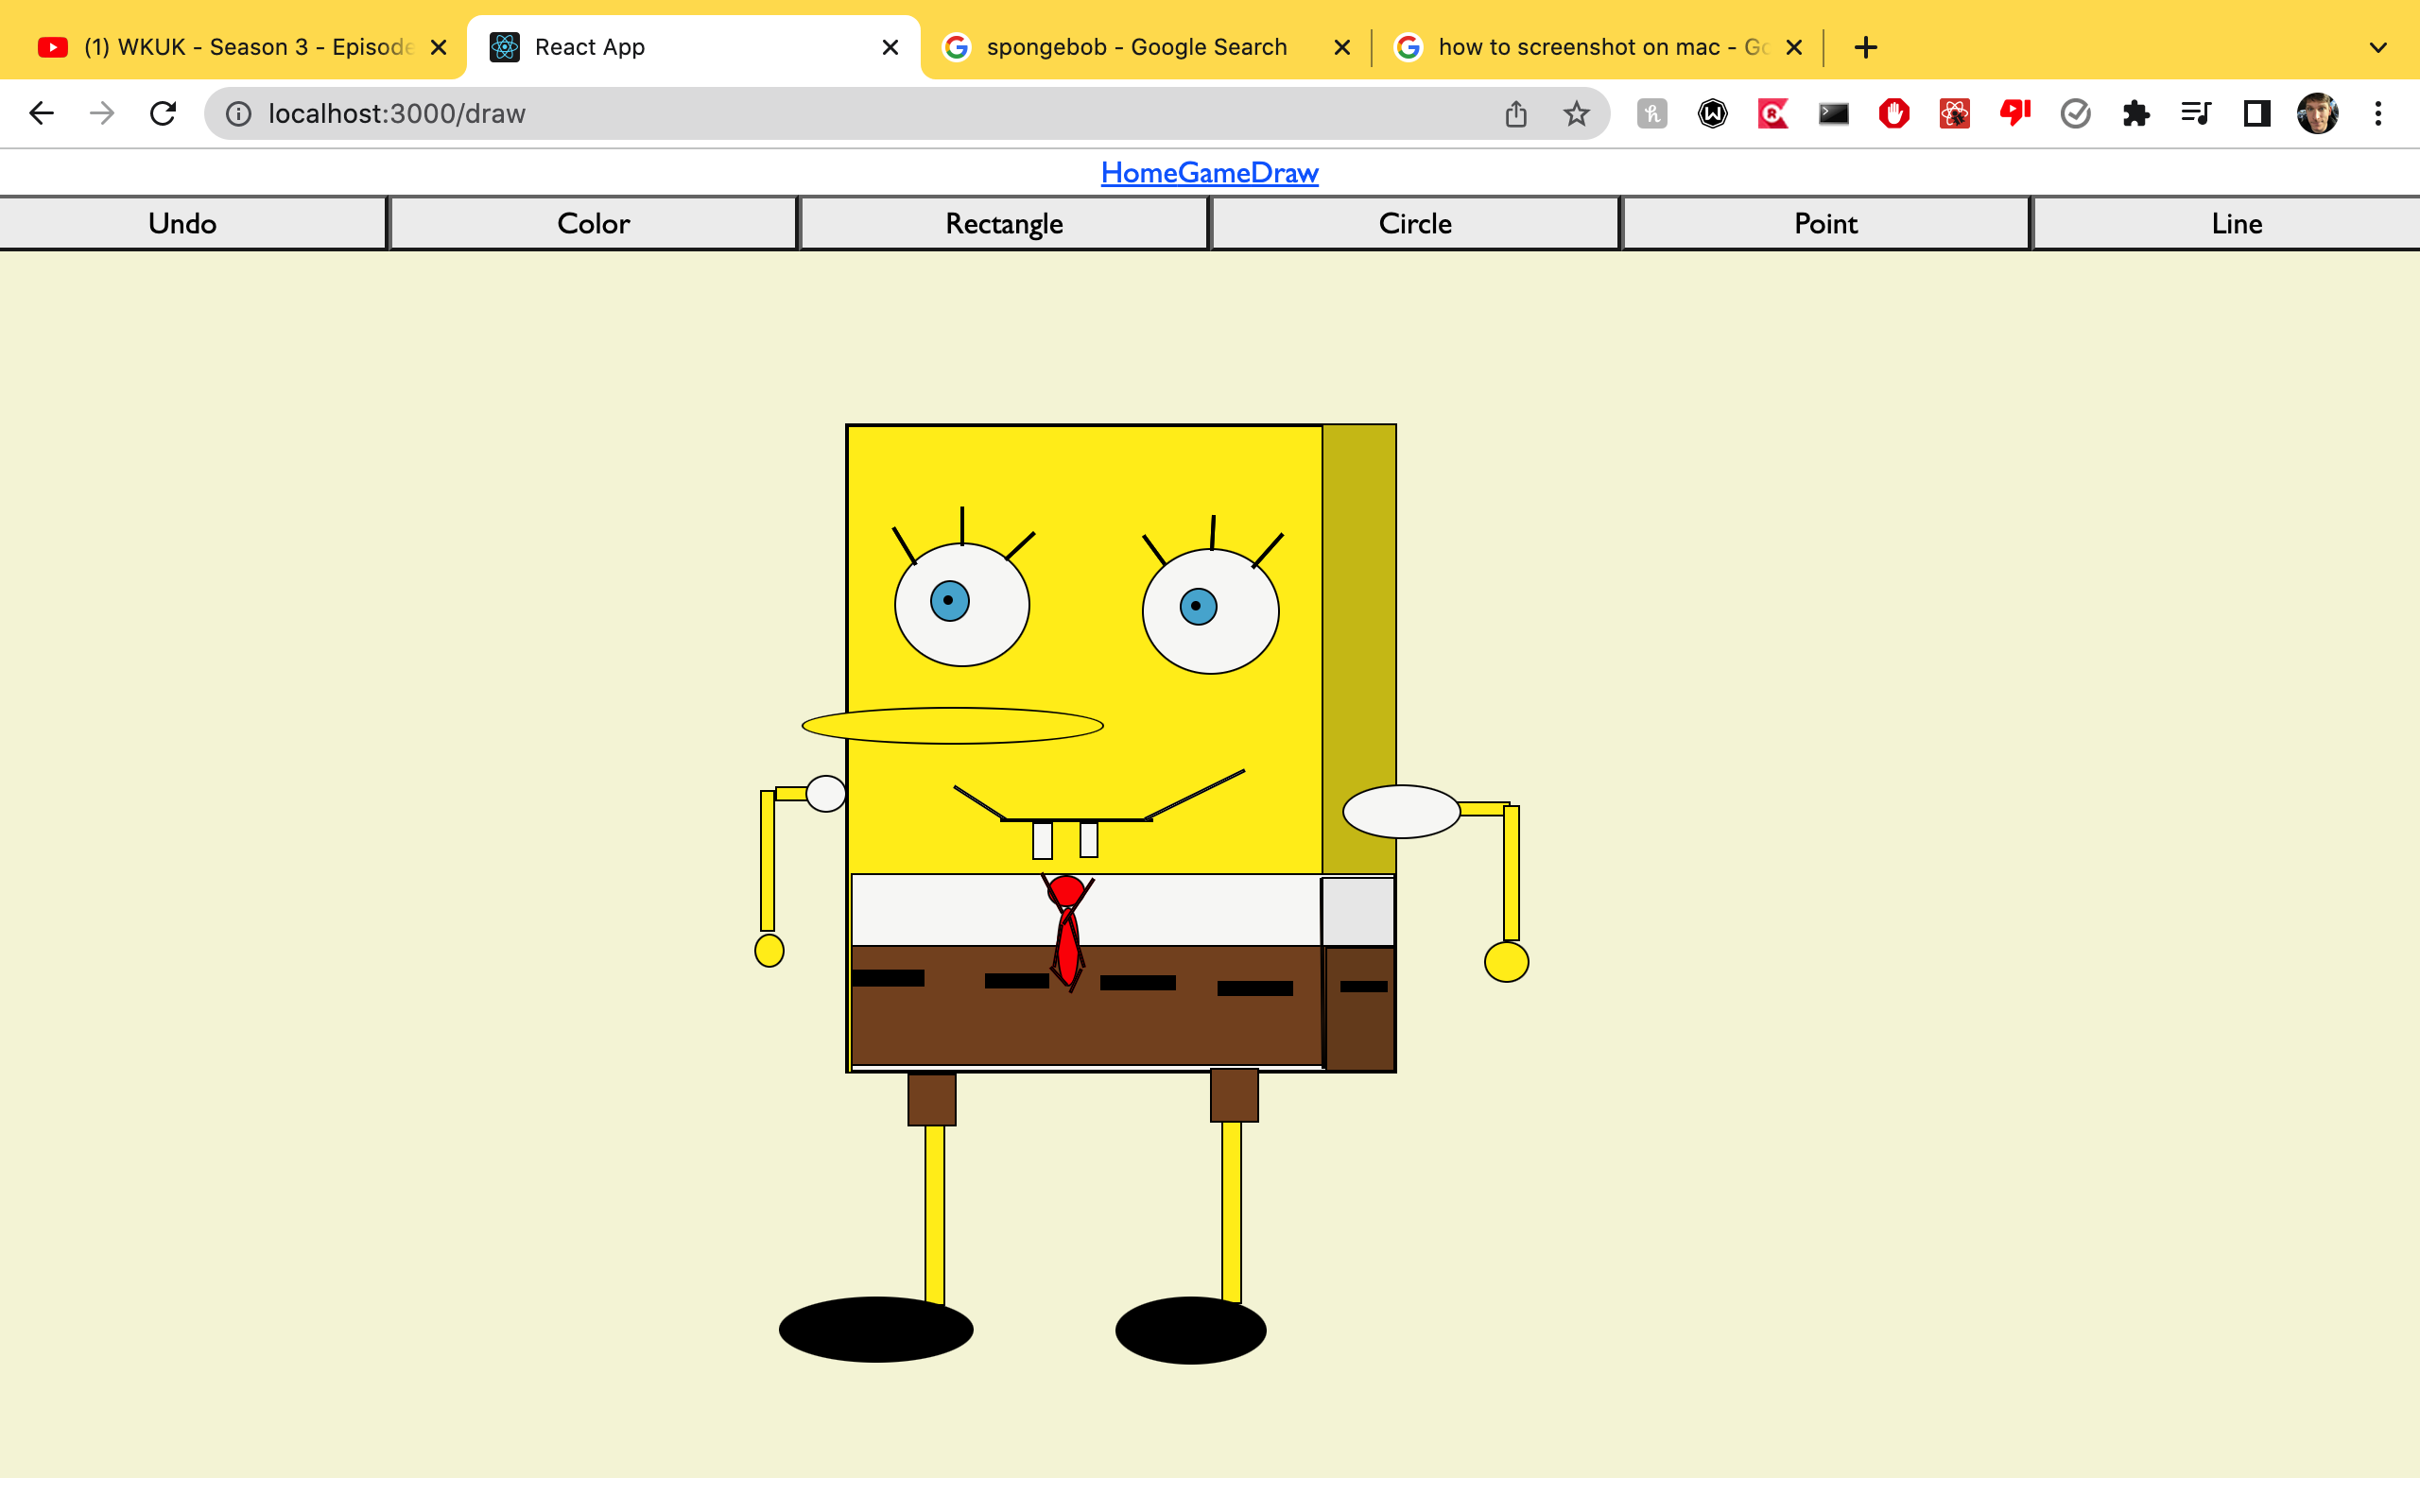 (1) WKUK - Season 3 - Episode
React App
spongebob - Google Search
how to screenshot on mac - Go
localhost:3000/draw
HomeGameDraw
Undo Color Rectangle Circle Point Line